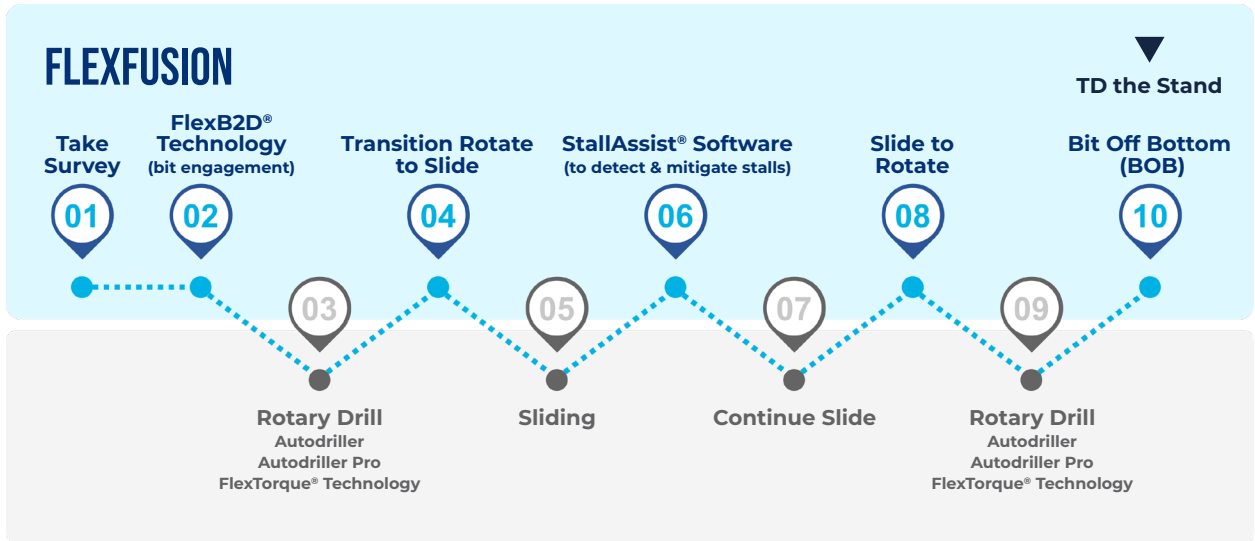 FLEXFUSION
TD the Stand
Take
Survey
01
FlexB2D®
Technology
(bit engagement)
02
Rotary Drill
Autodriller
Autodriller Pro
FlexTorque® Technology
03
Transition Rotate
to Slide
04
Sliding
05
StallAssist® Software
(to detect & mitigate stalls)
06
Continue Slide
07
Slide to
Rotate
08
Rotary Drill
Autodriller
Autodriller Pro
FlexTorque® Technology
09
Bit Off Bottom
(BOB)
10